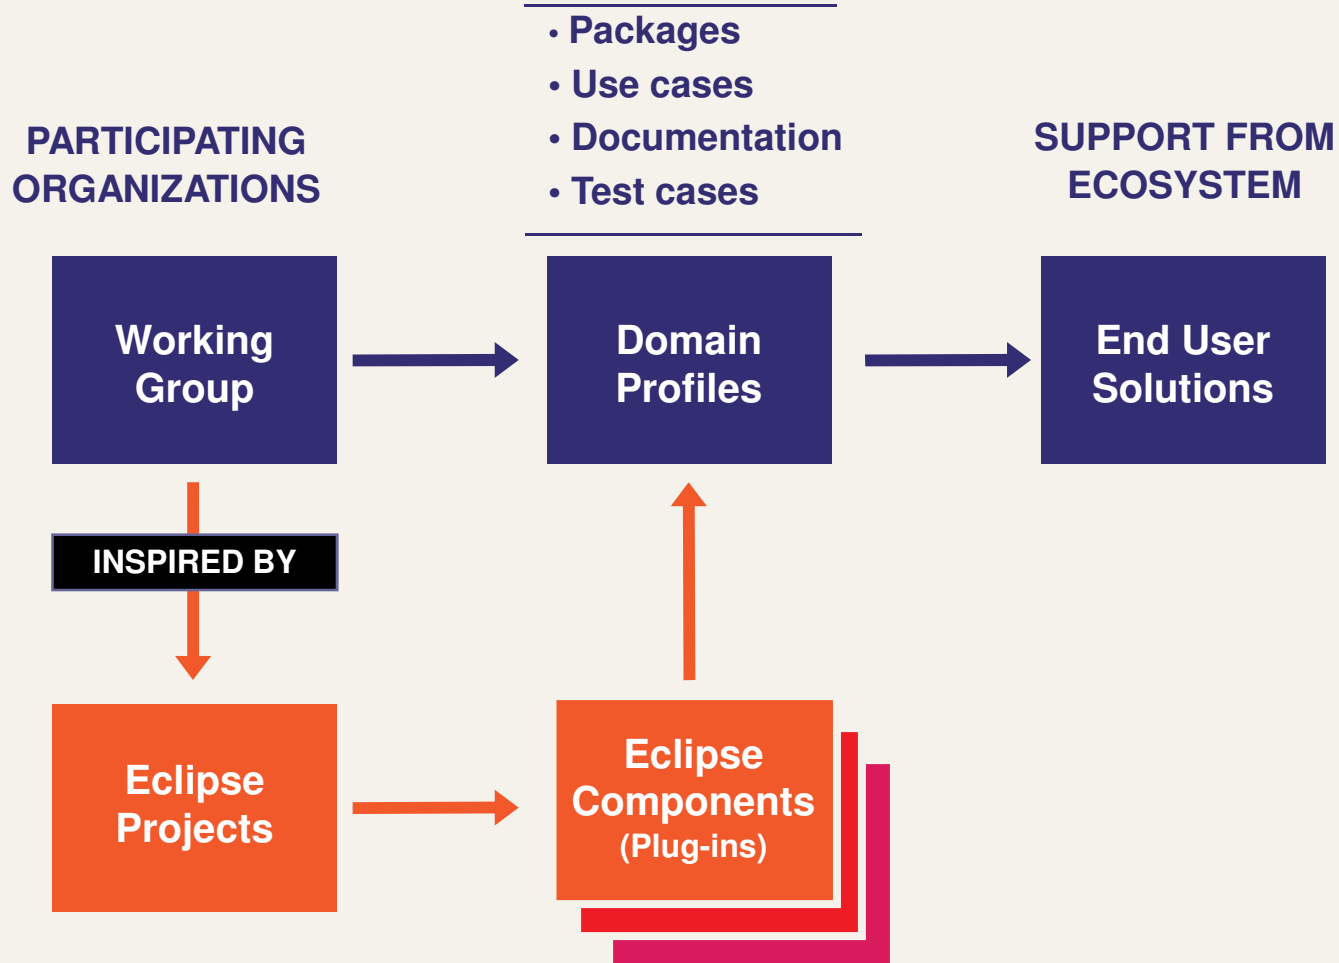 • Packages
• Use cases
• Documentation
• Test cases
PARTICIPATING
ORGANIZATIONS
SUPPORT FROM
ECOSYSTEM
Working
Group
Domain
Profiles
End User
Solutions
INSPIRED BY
Eclipse
Projects
Eclipse
Components
(Plug-ins)